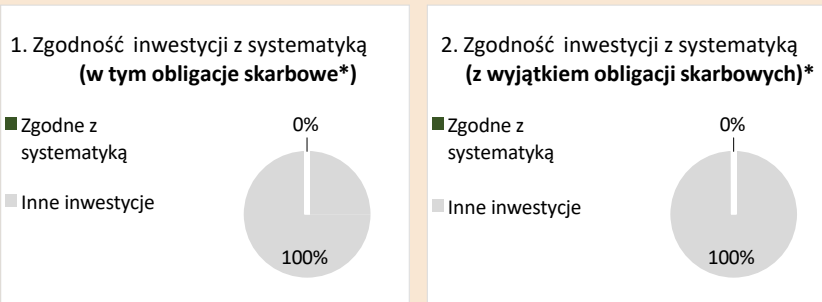 1. Zgodność inwestycji z systematyką
(w tym obligacje skarbowe*)
Zgodne z
systematyką
Inne inwestycje
0%
100%
2. Zgodność inwestycji z systematyką
(z wyjątkiem obligacji skarbowych)*
Zgodne z
systematyką
Inne inwestycje
0%
100%